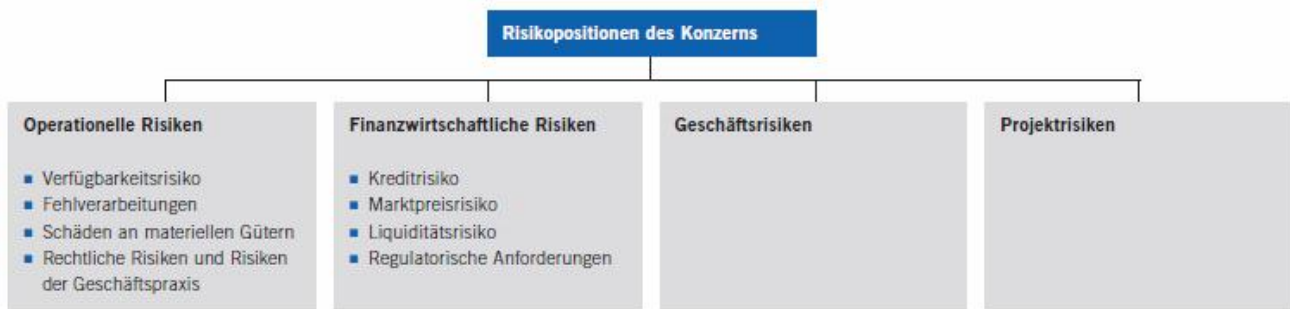 Risikopositionen des Konzerns
Operationelle Risiken
Verfügbarkeitsrisiko
Fehlverarbeitungen
Schäden an materiellen Gütern
Rechtliche Risiken und Risiken
der Geschäftspraxis
Finanzwirtschaftliche Risiken
Kreditrisiko
Marktpreisrisiko
Liquiditätsrisiko
Regulatorische Anforderungen
Geschäftsrisiken
Projektrisiken